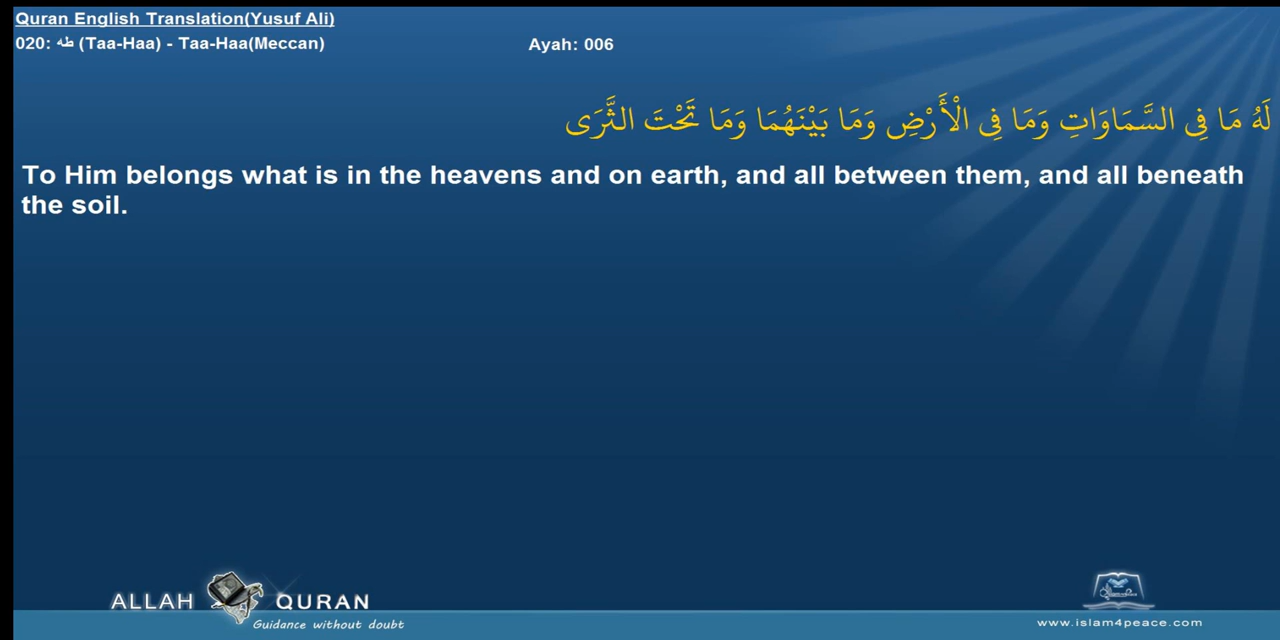 Quran English Translation(Yusuf Ali)
020: طه (Taa-Haa) - Taa-Haa(Meccan) Ayah: 006
لَهُ مَا فِي السَّمَاوَاتِ وَمَا فِي الْأَرْضِ وَمَا بَيْنَهُمَا وَمَا تَحْتَ الثَّرَى
To Him belongs what is in the heavens and on earth, and all between them, and all beneath
the soil.
ALLAH QURAN
Guidance without doubt
www.islam4peace.com